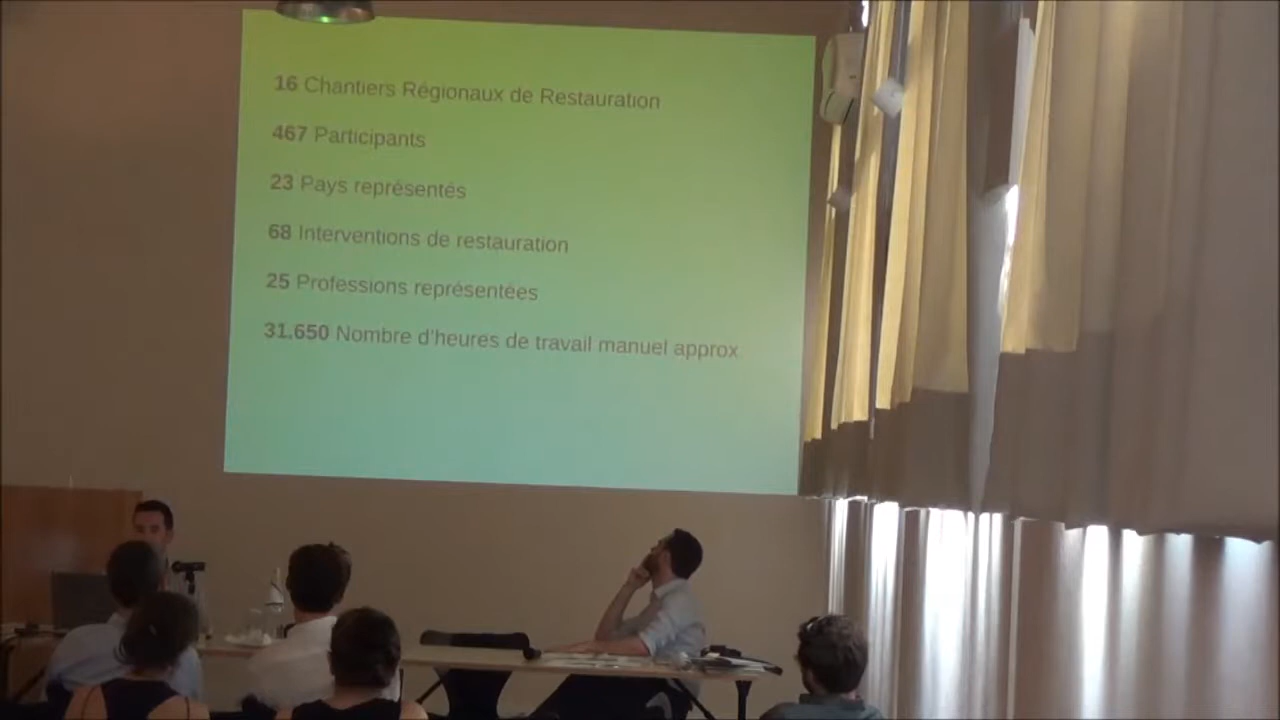 16 Chantiers Régionaux de Restauration
467 Participants
23 Pays représentés
68 Interventions de restauration
25 Professions représentées
31.650 Nombre d'heures de travail manuel approx